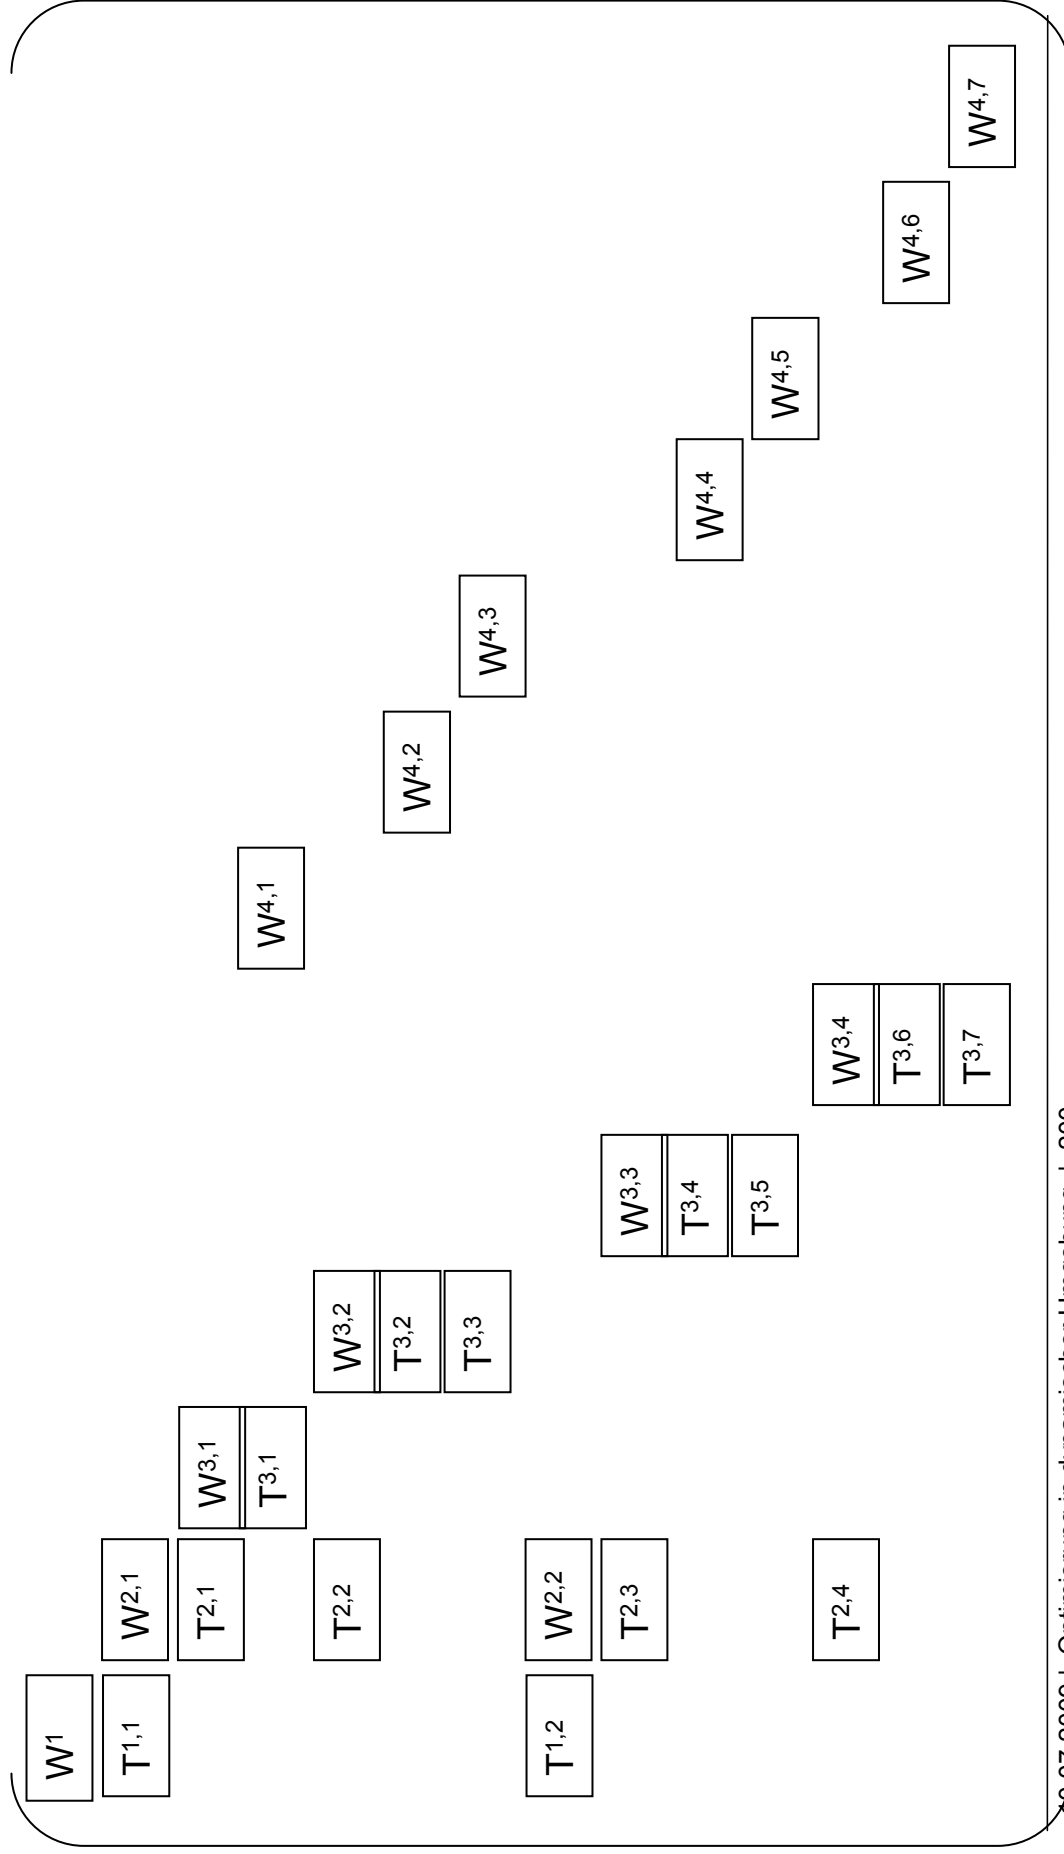 W1
T1,1 W2,1
T2,1 W3,1
T3,1 W4,1
T2,2 W3,2
T3,2 W4,2
T3,3 W4,3
T1,2 W2,2
T2,3 W3,3
T3,4 W4,4
T3,5 W4,5
T2,4 W3,4
T3,6 W4,6
T3,7 W4,7
| Optimierung in dynamischer Umgebung |